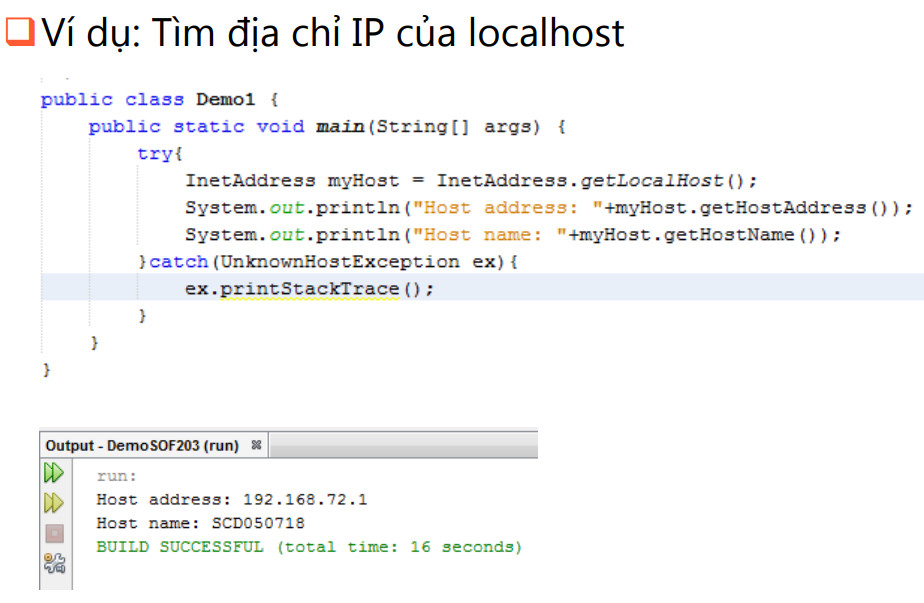 Ví dụ: Tìm địa chỉ IP của localhost
public class Demo1 {
public static void main(String[] args) {
try{
InetAddress myHost = InetAddress.getLocalHost();
System.out.println("Host address: "+myHost.getHostAddress());
System.out.println("Host name: "+myHost.getHostName());
}catch(UnknownHostException ex){
ex.printStackTrace();
}
}
}
Output - DemoSOF203 (run)
run:
Host address: 192.168.72.1
Host name: SCD050718
BUILD SUCCESSFUL (total time: 16 seconds)